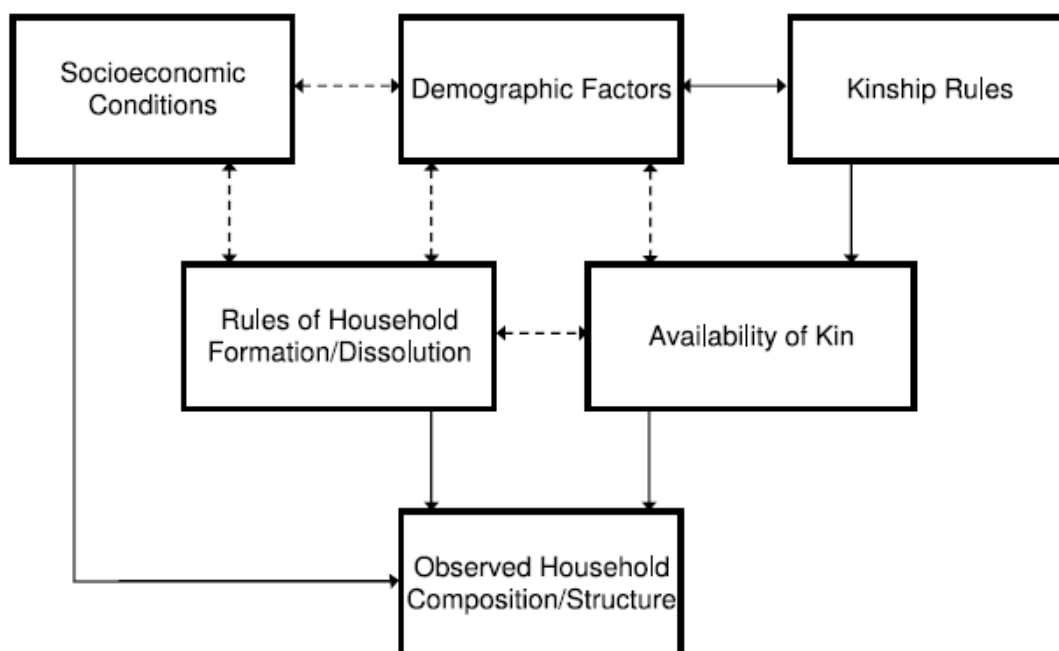 Socioeconomic
Conditions
Demographic Factors
Kinship Rules
Rules of Household
Formation/Dissolution
Availability of Kin
Observed Household
Composition/Structure